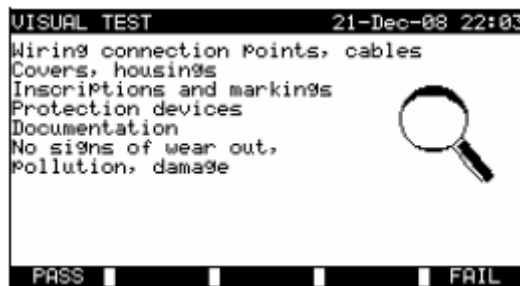 VISUAL TEST 21-Dec-08 22:03
Wiring connection points, cables
Covers, housings
Inscriptions and markings
Protection devices
Documentation
No signs of wear out,
pollution, damage
PASS FAIL